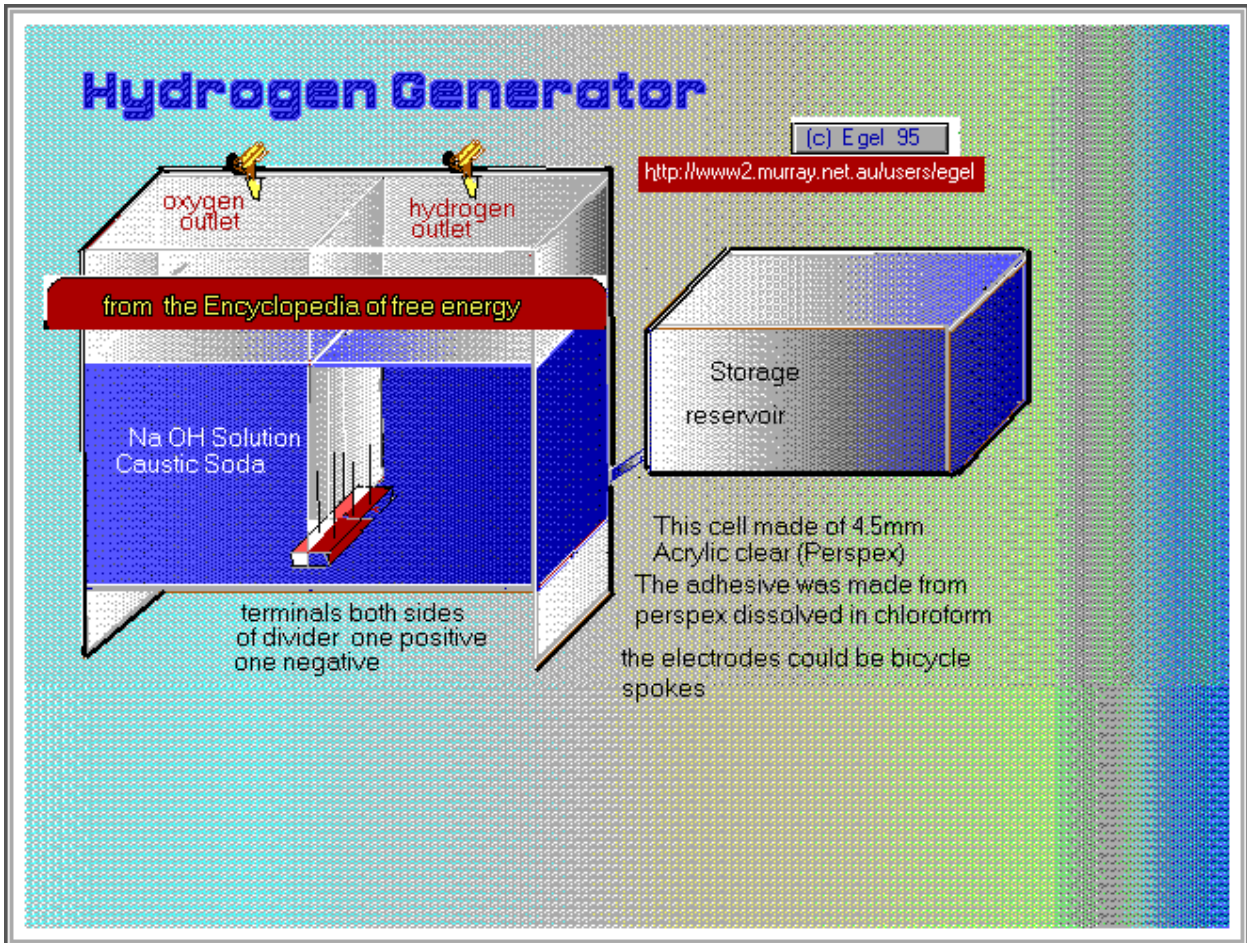 Hydrogen Generator
(c) Egel 95
http://www2.murray.net.au/users/egel
oxygen
outlet
hydrogen
outlet
from the Encyclopedia of free energy
Storage
reservoir
Na OH Solution
Caustic Soda
This cell made of 4.5mm
Acrylic clear (Perspex)
The adhesive was made from
perspex dissolved in chloroform
terminals both sides
of divider one positive
one negative
the electrodes could be bicycle
spokes